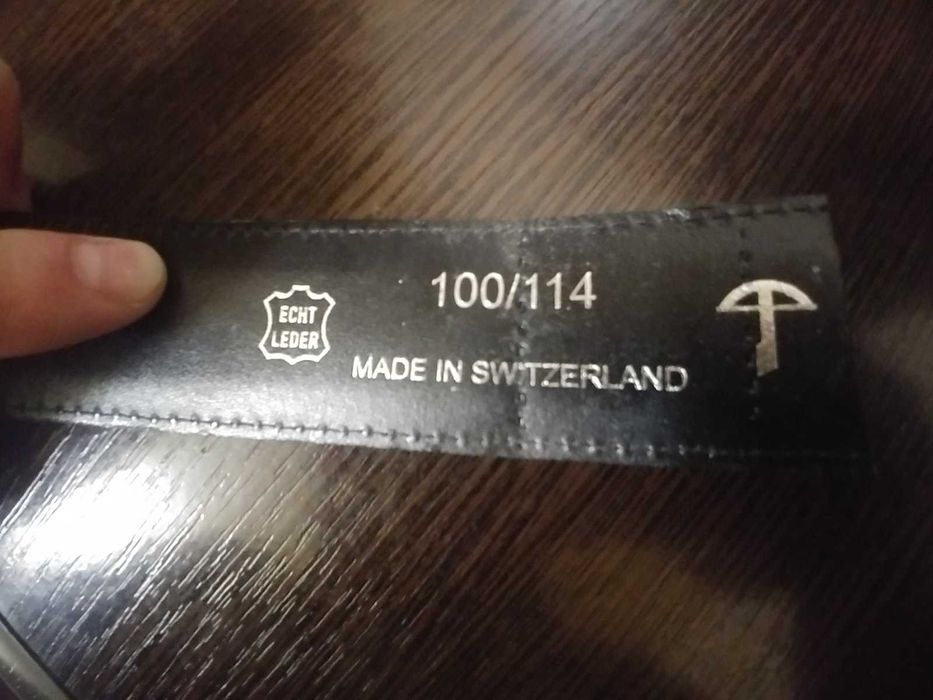 ECHT
LEDER
100/114
MADE IN SWITZERLAND